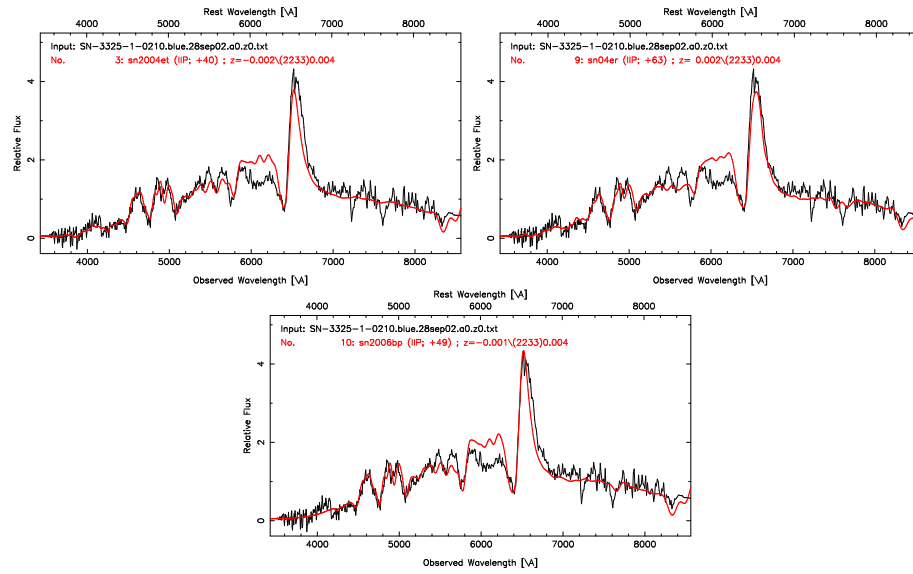 Rest Wavelength [\A]
4000 5000 6000 7000 8000
Input: SN-3325-1-0210.blue.28sep02.a0.z0.txt
No. 3: sn2004et (IIP; +40) ; z=-0.002\(2233)0.004
Relative Flux
4
2
0
4000 5000 6000 7000 8000
Observed Wavelength [\A]
Rest Wavelength [\A]
4000 5000 6000 7000 8000
Input: SN-3325-1-0210.blue.28sep02.a0.z0.txt
No. 9: sn04er (IIP; +63) ; z= 0.002\(2233)0.004
Relative Flux
4
2
0
4000 5000 6000 7000 8000
Observed Wavelength [\A]
Rest Wavelength [\A]
4000 5000 6000 7000 8000
Input: SN-3325-1-0210.blue.28sep02.a0.z0.txt
No. 10: sn2006bp (IIP; +49) ; z=-0.001\(2233)0.004
Relative Flux
4
2
0
4000 5000 6000 7000 8000
Observed Wavelength [\A]